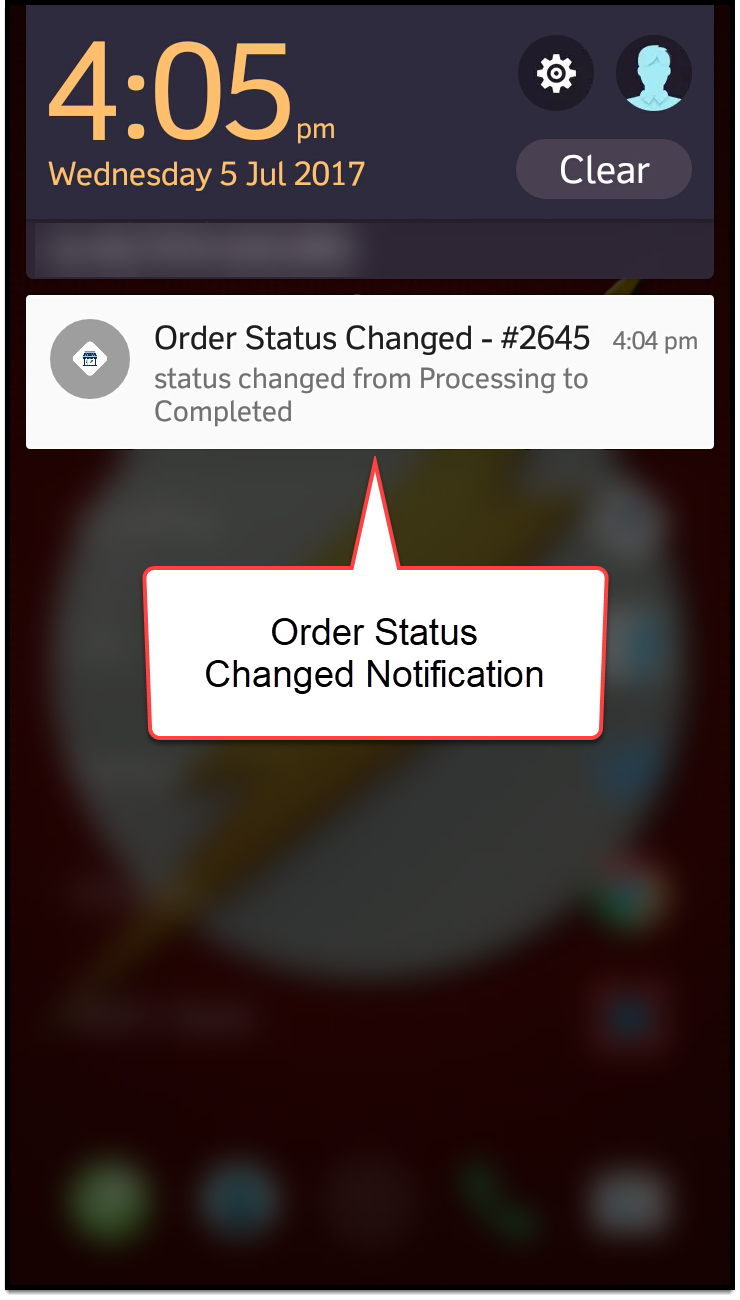 4:05 pm
Wednesday 5 Jul 2017
Clear
Order Status Changed - #2645 4:04 pm
status changed from Processing to
Completed
Order Status
Changed Notification